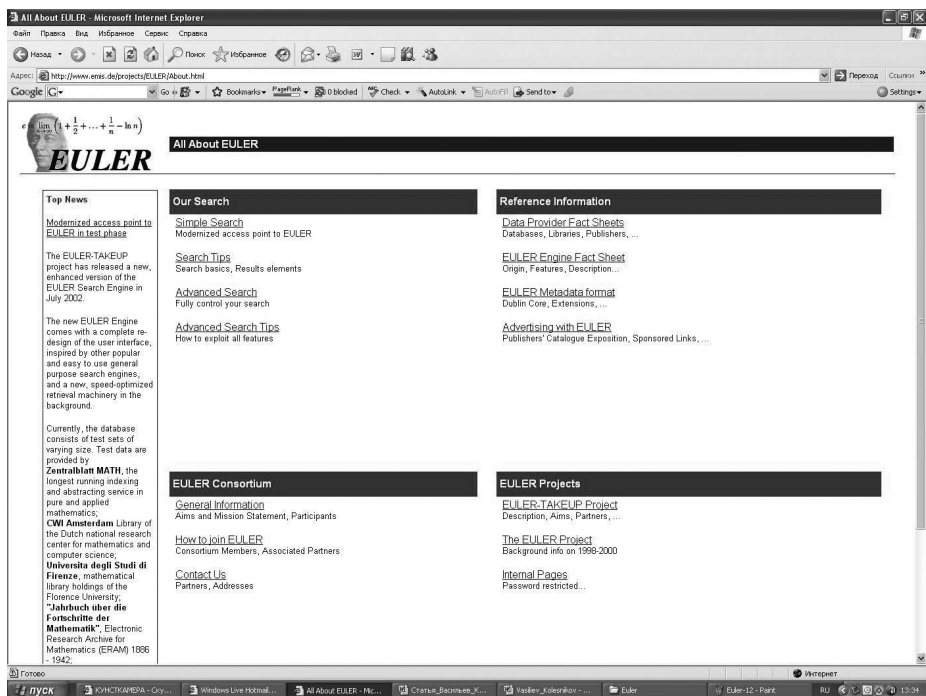 All About EULER - Microsoft Internet Explorer
Файл Правка Вид Избранное Сервис Справка
Назад Поиск Избранное
Адрес: http://www.emis.de/projects/EULER/About.html Переход Ссылки »
Google G Go Bookmarks PageRank 0 blocked Check AutoLink AutoFill Send to Settings
c = lim (1 + 1/2 + ... + 1/n − ln n)
n→∞
EULER
All About EULER
Top News
Modernized access point to
EULER in test phase
The EULER-TAKEUP
project has released a new,
enhanced version of the
EULER Search Engine in
July 2002.
The new EULER Engine
comes with a complete re-
design of the user interface,
inspired by other popular
and easy to use general
purpose search engines,
and a new, speed-optimized
retrieval machinery in the
background.
Currently, the database
consists of test sets of
varying size. Test data are
provided by
Zentralblatt MATH, the
longest running indexing
and abstracting service in
pure and applied
mathematics;
CWI Amsterdam Library of
the Dutch national research
center for mathematics and
computer science;
Universita degli Studi di
Firenze, mathematical
library holdings of the
Florence University;
"Jahrbuch über die
Fortschritte der
Mathematik", Electronic
Research Archive for
Mathematics (ERAM) 1886
- 1942;
Our Search
Simple Search
Modernized access point to EULER
Search Tips
Search basics, Results elements
Advanced Search
Fully control your search
Advanced Search Tips
How to exploit all features
Reference Information
Data Provider Fact Sheets
Databases, Libraries, Publishers, ...
EULER Engine Fact Sheet
Origin, Features, Description...
EULER Metadata format
Dublin Core, Extensions, ...
Advertising with EULER
Publishers' Catalogue Exposition, Sponsored Links, ...
EULER Consortium
General Information
Aims and Mission Statement, Participants
How to join EULER
Consortium Members, Associated Partners
Contact Us
Partners, Addresses
EULER Projects
EULER-TAKEUP Project
Description, Aims, Partners, ...
The EULER Project
Background info on 1998-2000
Internal Pages
Password restricted...
Готово Интернет
пуск КУНСТКАМЕРА - Ску... Windows Live Hotmail... All About EULER - Mic... Статья_Васильев_К... Vasiliev_Kolesnikov - ... Euler Euler-12 - Paint RU 13:34